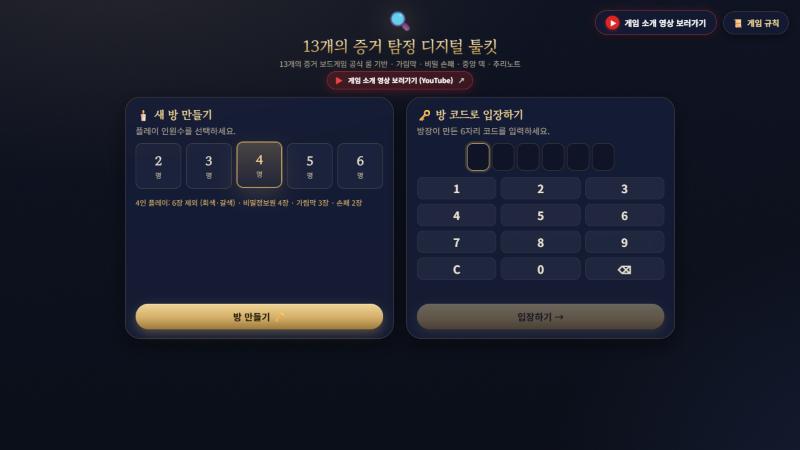 게임 소개 영상 보러가기
게임 규칙
13개의 증거 탐정 디지털 툴킷
13개의 증거 보드게임 공식 룰 기반 · 가림막 · 비밀 손패 · 중앙 덱 · 추리노트
게임 소개 영상 보러가기 (YouTube) ↗
새 방 만들기
플레이 인원수를 선택하세요.
2 3 4 5 6
명 명 명 명 명
4인 플레이: 6장 제외 (회색·갈색) · 비밀정보원 4장 · 가림막 3장 · 손패 2장
방 만들기
방 코드로 입장하기
방장이 만든 6자리 코드를 입력하세요.
1 2 3
4 5 6
7 8 9
C 0 ⌫
입장하기 →